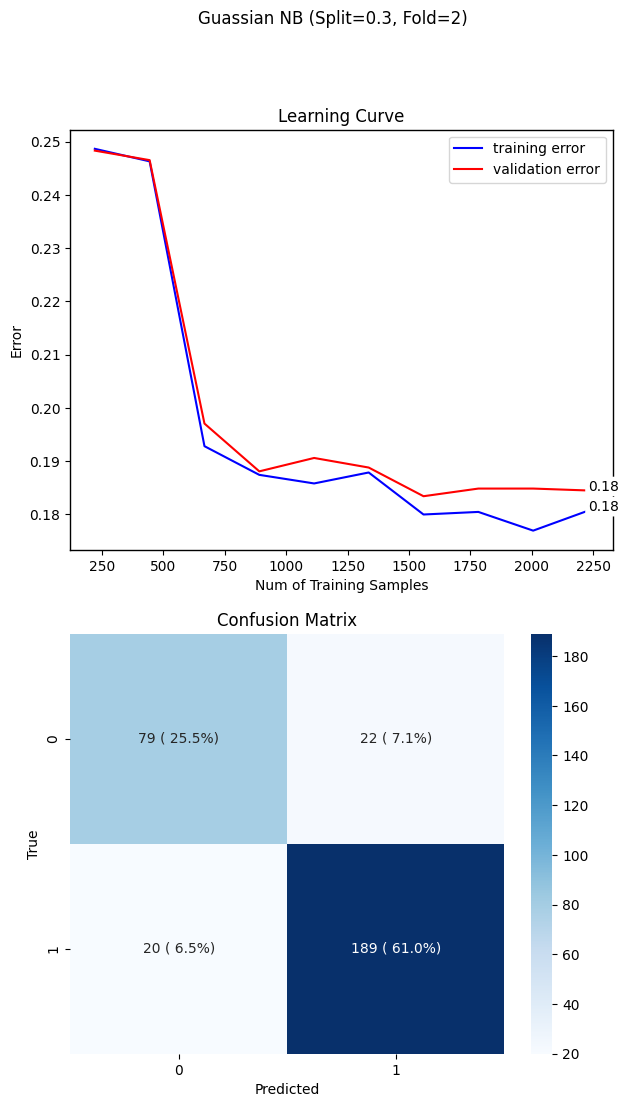 Guassian NB (Split=0.3, Fold=2)
Learning Curve
0.25
0.24
0.23
0.22
0.21
0.20
0.19
0.18
Error
training error
validation error
0.18
0.18
250 500 750 1000 1250 1500 1750 2000 2250
Num of Training Samples
Confusion Matrix
0
1
True
79 ( 25.5%) 22 ( 7.1%)
20 ( 6.5%) 189 ( 61.0%)
0 1
Predicted
180
160
140
120
100
80
60
40
20